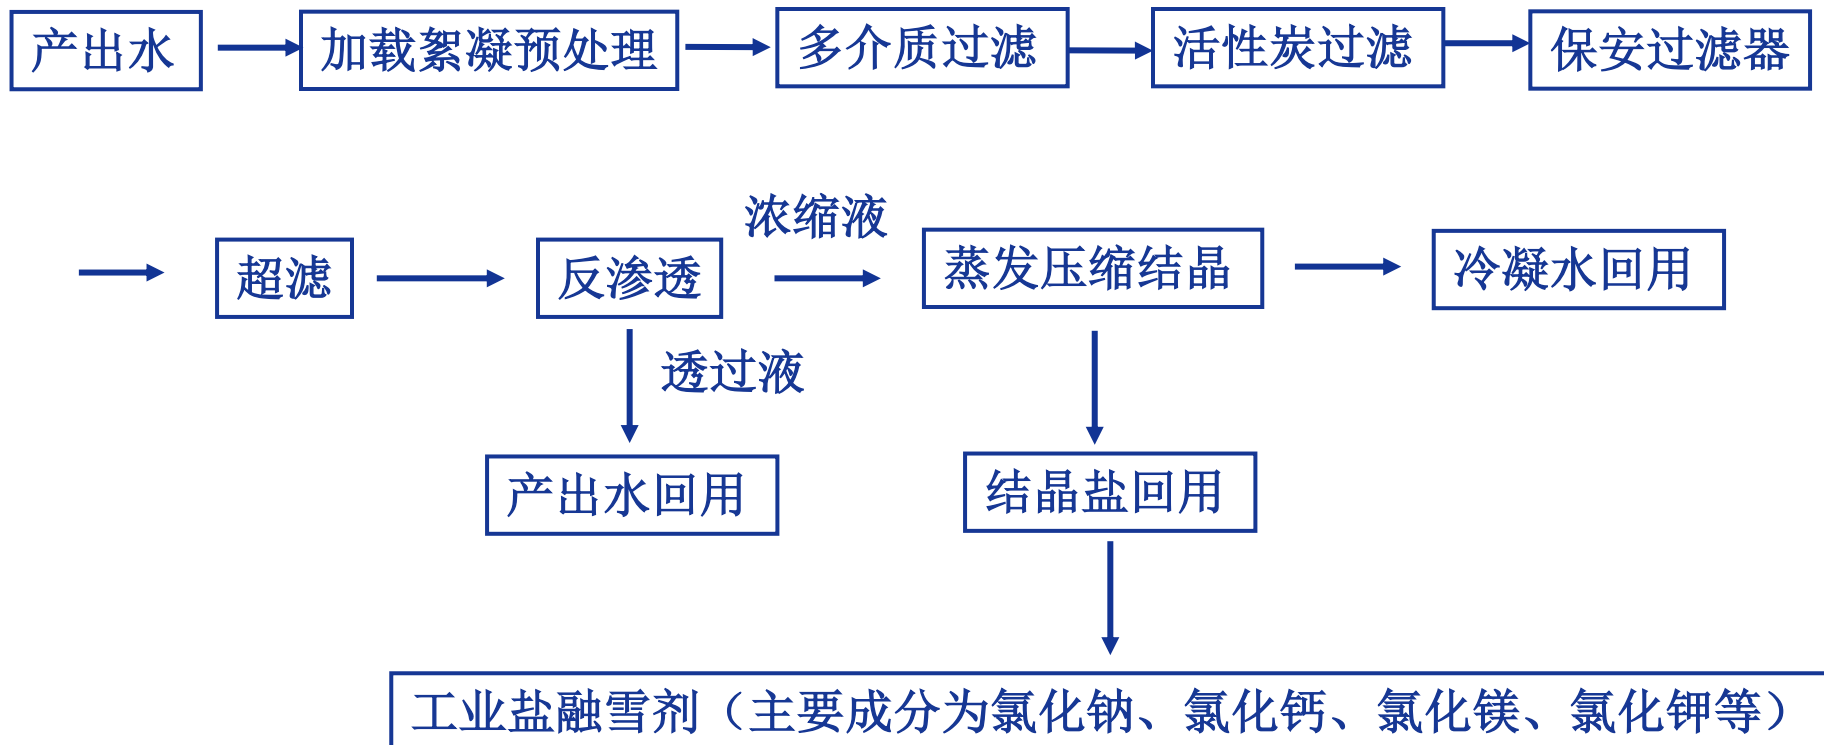 产出水
加载絮凝预处理
多介质过滤
活性炭过滤
保安过滤器
超滤
反渗透
浓缩液
蒸发压缩结晶
冷凝水回用
透过液
产出水回用
结晶盐回用
工业盐融雪剂（主要成分为氯化钠、氯化钙、氯化镁、氯化钾等）